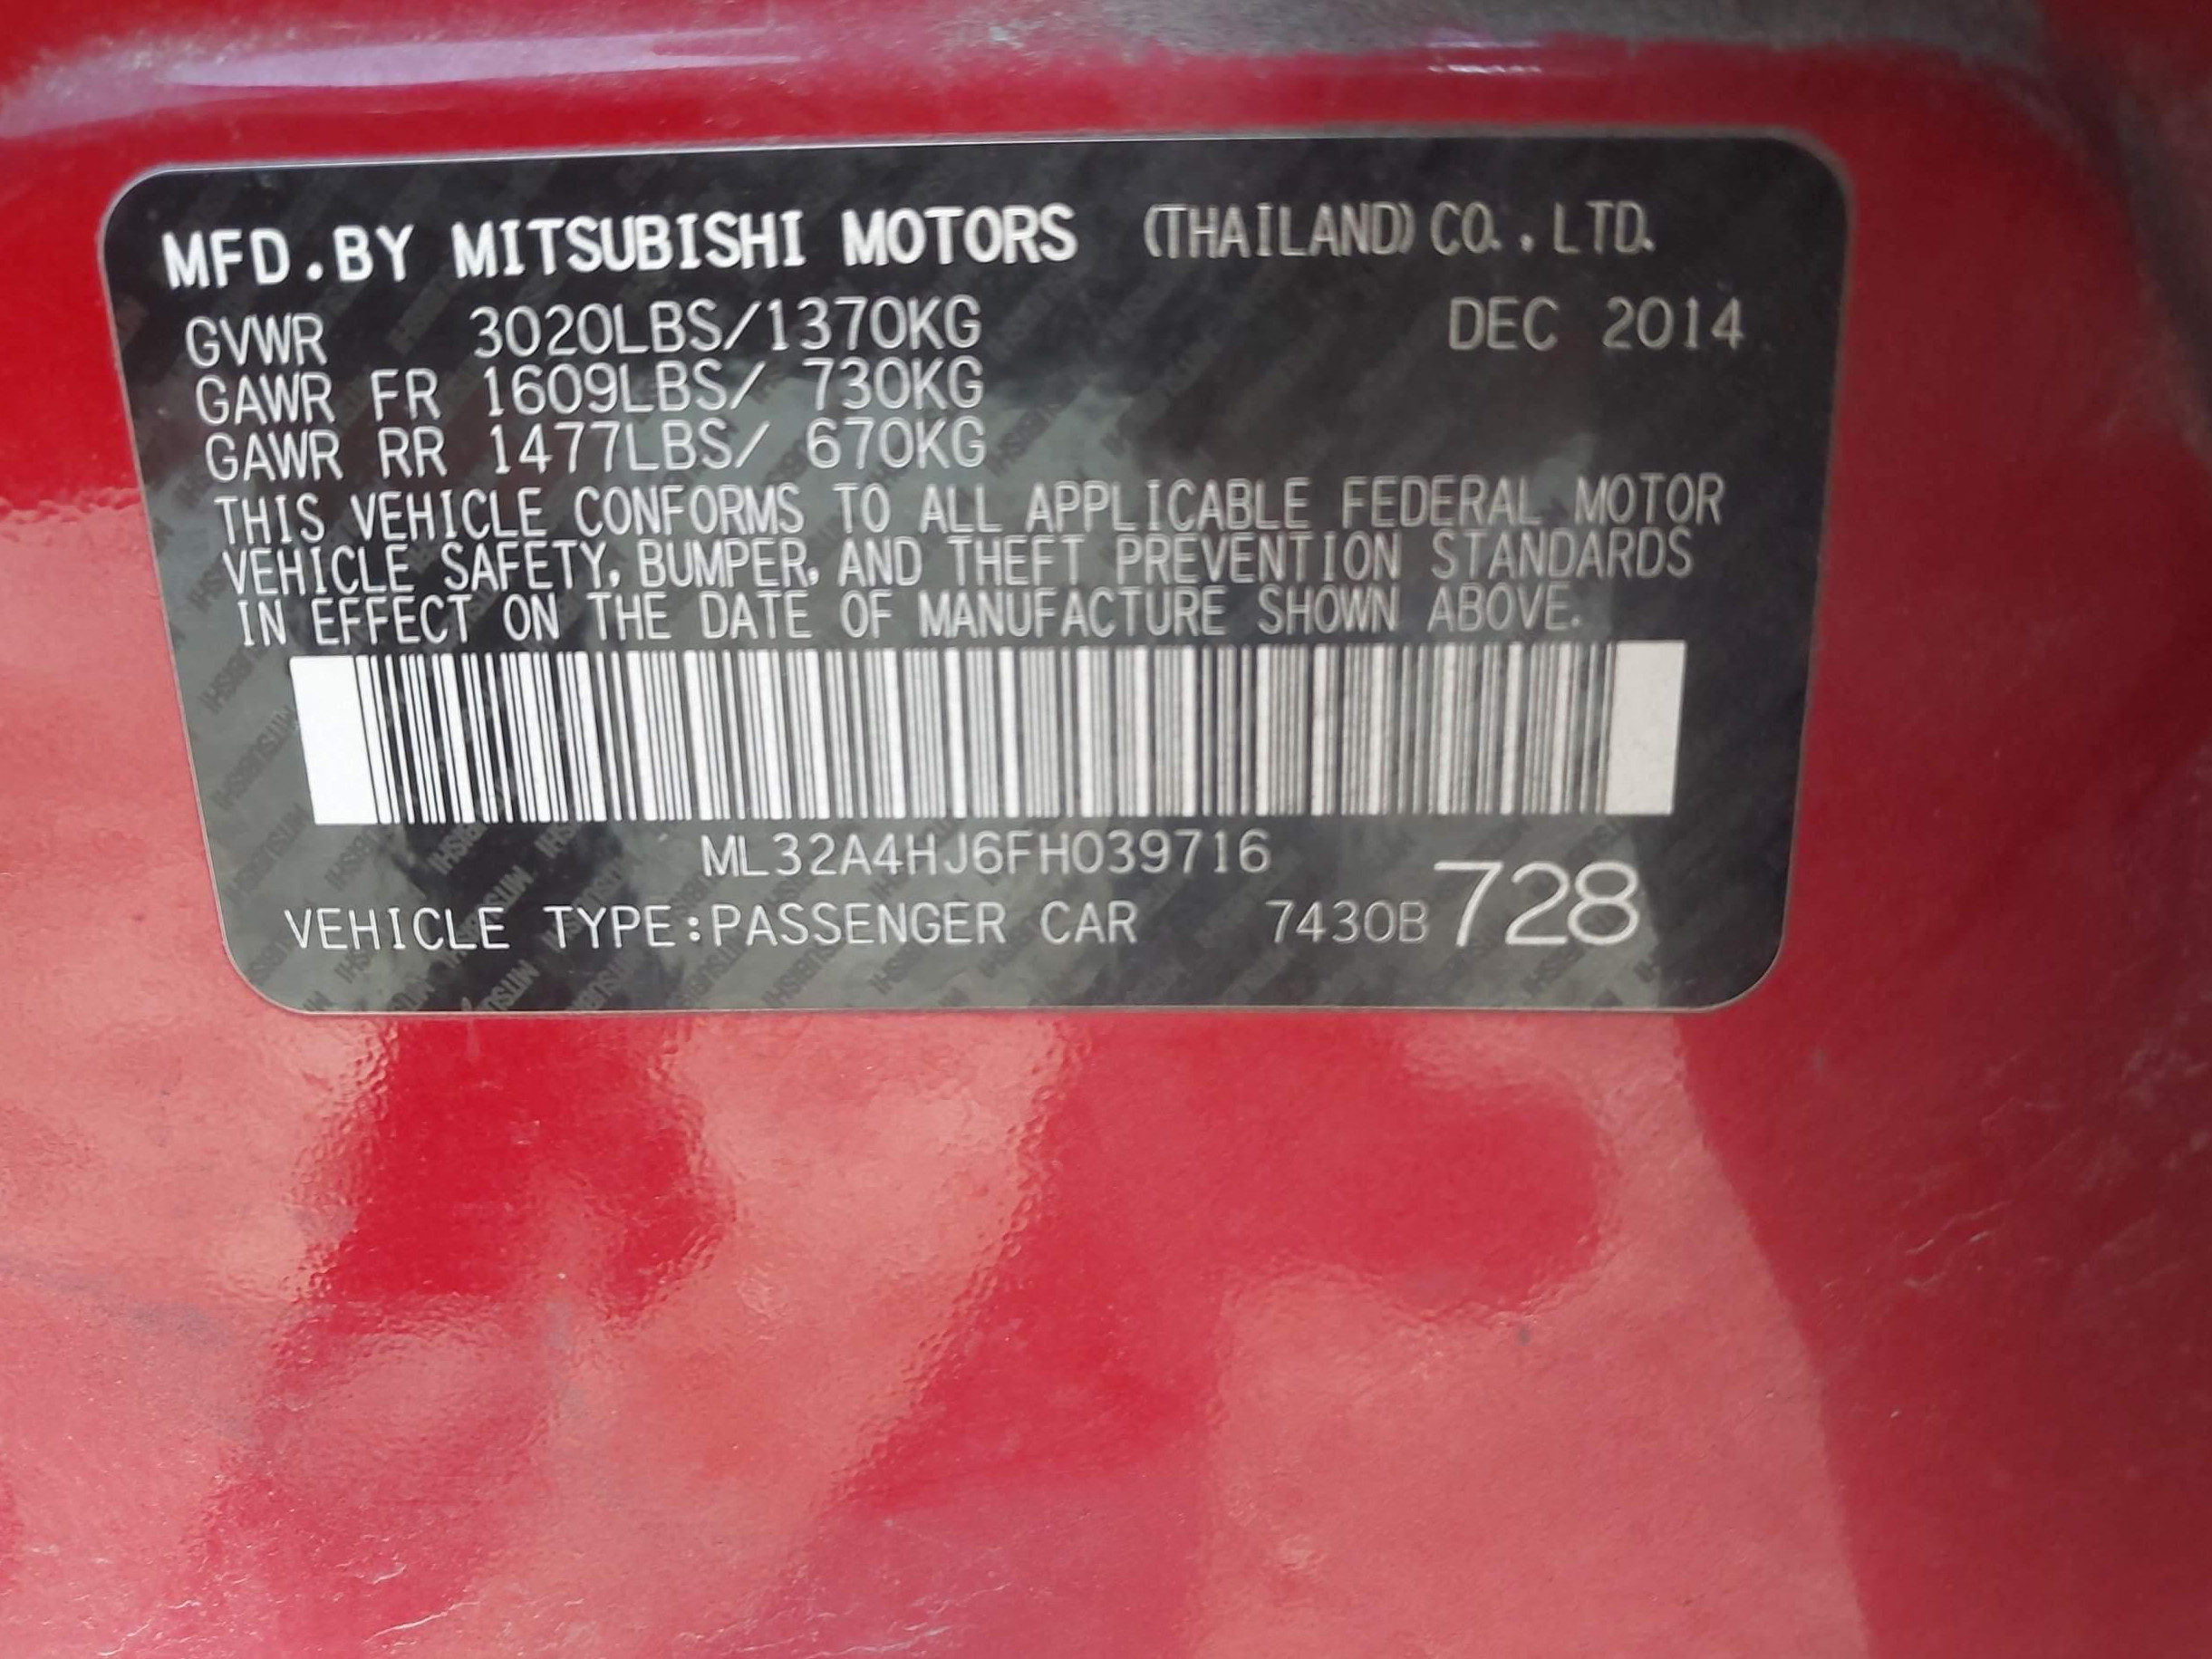 MFD.BY MITSUBISHI MOTORS (THAILAND) CO.,LTD.
GVWR 3020LBS/1370KG DEC 2014
GAWR FR 1609LBS/ 730KG
GAWR RR 1477LBS/ 670KG
THIS VEHICLE CONFORMS TO ALL APPLICABLE FEDERAL MOTOR
VEHICLE SAFETY, BUMPER, AND THEFT PREVENTION STANDARDS
IN EFFECT ON THE DATE OF MANUFACTURE SHOWN ABOVE.
ML32A4HJ6FH039716
VEHICLE TYPE:PASSENGER CAR 7430B728